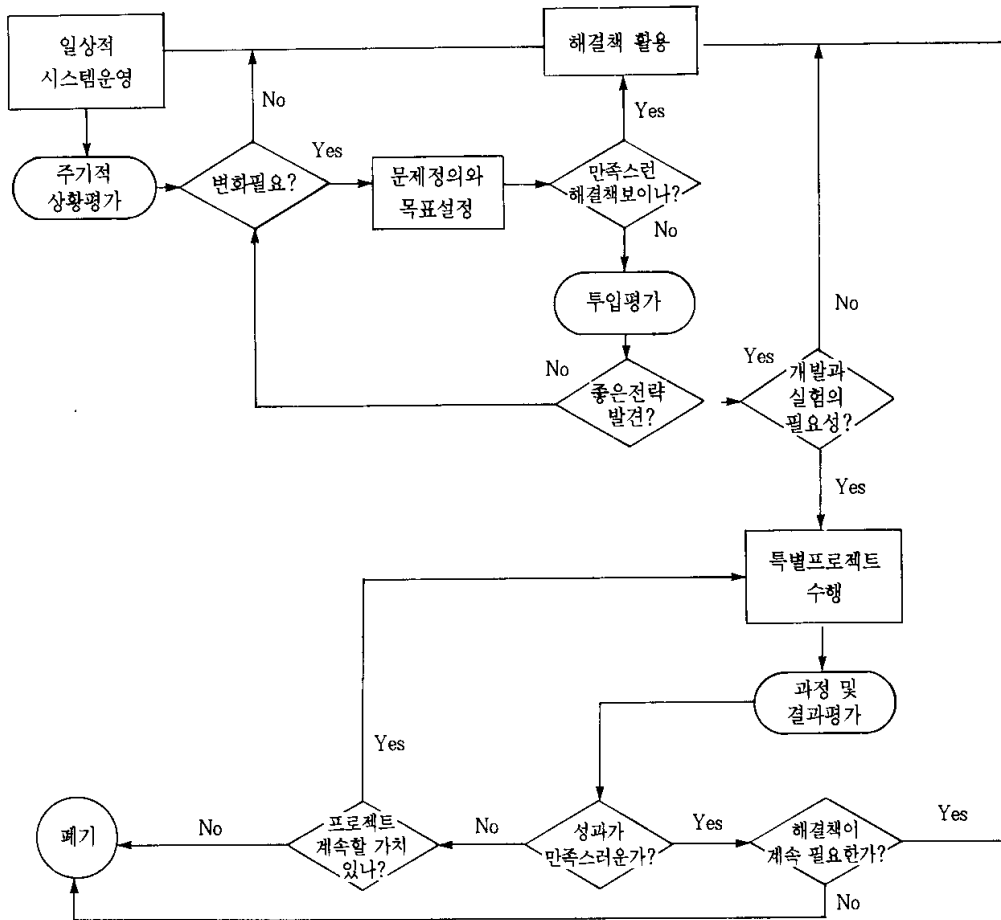 일상적
시스템운영
해결책 활용
No
Yes
주기적
상황평가
변화필요?
Yes
문제정의와
목표설정
만족스런
해결책보이나?
No
투입평가
No
No
좋은전략
발견?
Yes
개발과
실험의
필요성?
Yes
특별프로젝트
수행
과정 및
결과평가
Yes
폐기
No
프로젝트
계속할 가치
있나?
No
성과가
만족스러운가?
Yes
해결책이
계속 필요한가?
Yes
No